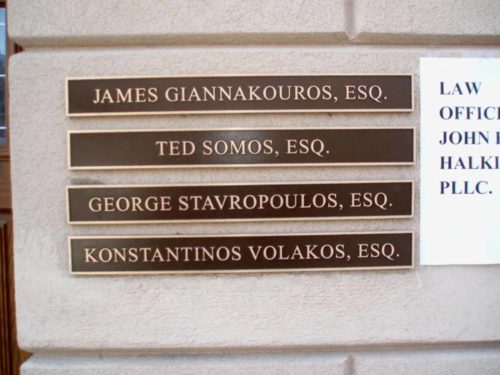 JAMES GIANNAKOUROS, ESQ.
TED SOMOS, ESQ.
GEORGE STAVROPOULOS, ESQ.
KONSTANTINOS VOLAKOS, ESQ.
LAW
JOHN
PLLC.